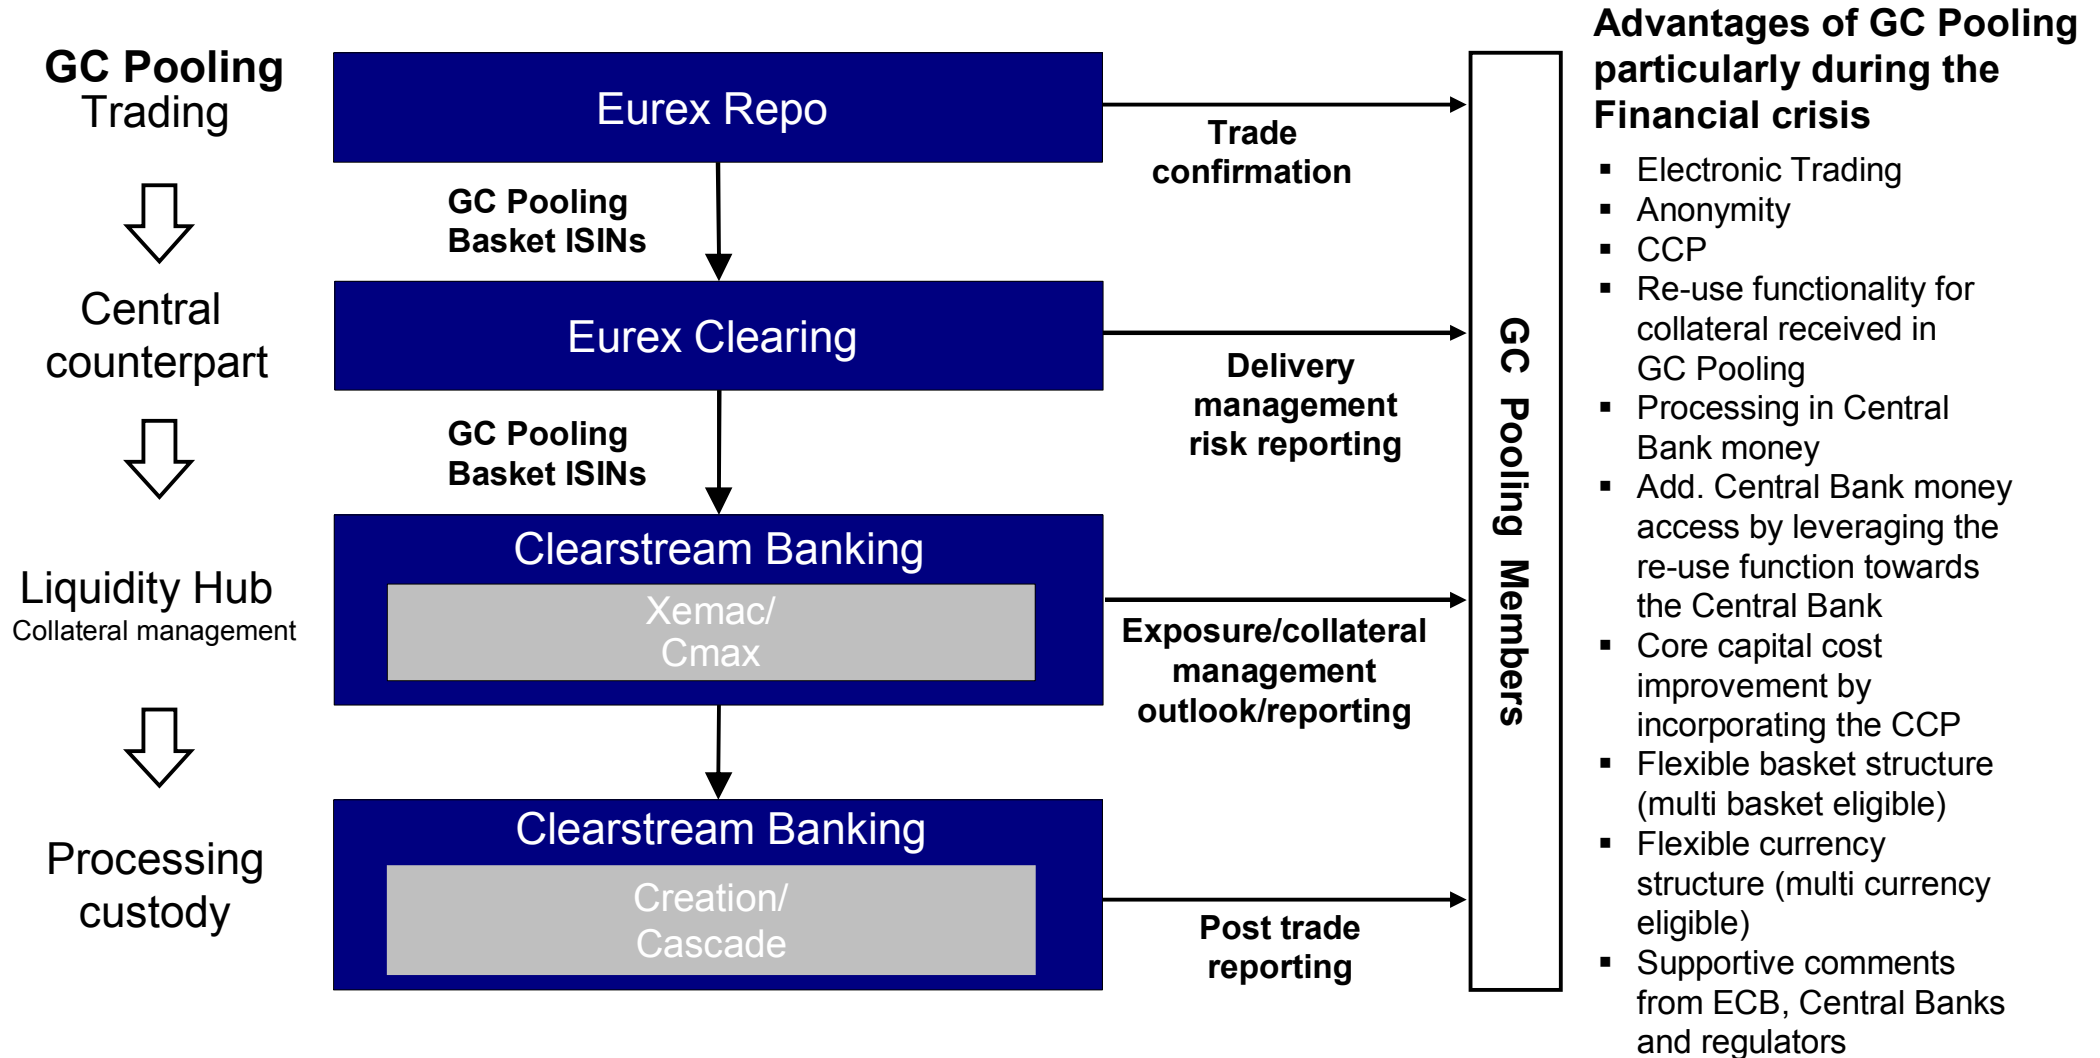 GC Pooling
Trading
Central
counterpart
Liquidity Hub
Collateral management
Processing
custody
Eurex Repo
GC Pooling
Basket ISINs
Eurex Clearing
GC Pooling
Basket ISINs
Clearstream Banking
Xemac/
Cmax
Clearstream Banking
Creation/
Cascade
Trade
confirmation
Delivery
management
risk reporting
Exposure/collateral
management
outlook/reporting
Post trade
reporting
GC Pooling Members
Advantages of GC Pooling
particularly during the
Financial crisis
▪ Electronic Trading
▪ Anonymity
▪ CCP
▪ Re-use functionality for
collateral received in
GC Pooling
▪ Processing in Central
Bank money
▪ Add. Central Bank money
access by leveraging the
re-use function towards
the Central Bank
▪ Core capital cost
improvement by
incorporating the CCP
▪ Flexible basket structure
(multi basket eligible)
▪ Flexible currency
structure (multi currency
eligible)
▪ Supportive comments
from ECB, Central Banks
and regulators